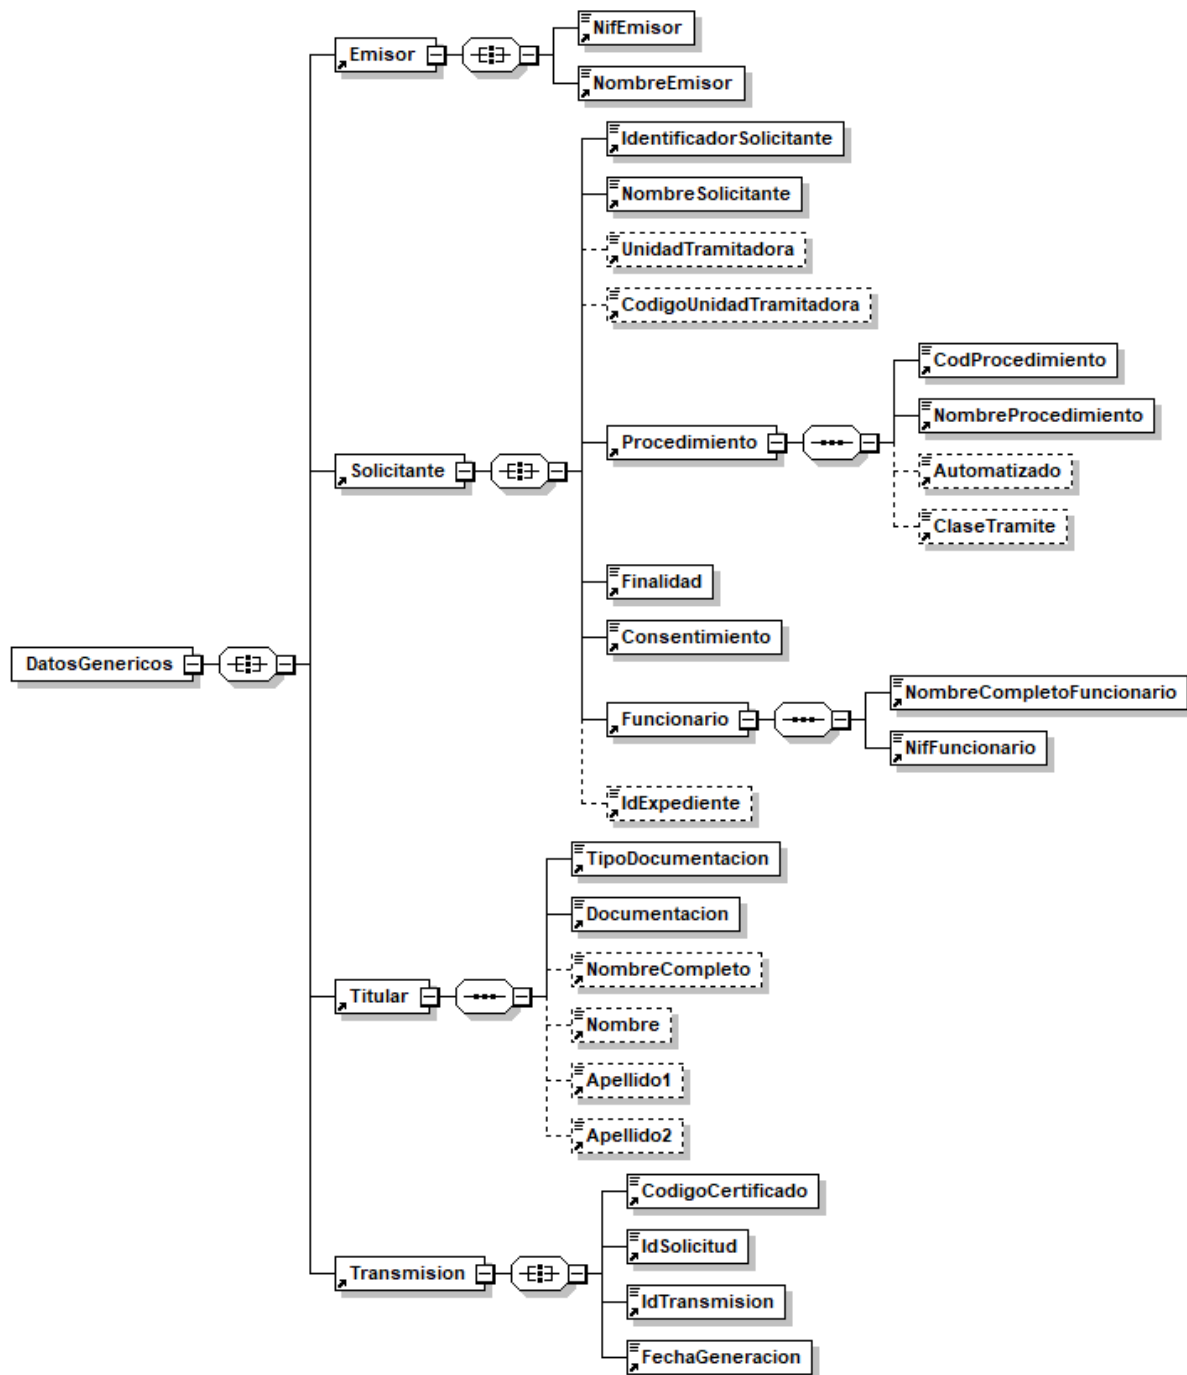 NifEmisor
Emisor
NombreEmisor
IdentificadorSolicitante
NombreSolicitante
UnidadTramitadora
CodigoUnidadTramitadora
CodProcedimiento
NombreProcedimiento
Procedimiento
Automatizado
Solicitante
ClaseTramite
Finalidad
Consentimiento
DatosGenericos
NombreCompletoFuncionario
Funcionario
NifFuncionario
IdExpediente
TipoDocumentacion
Documentacion
NombreCompleto
Titular
Nombre
Apellido1
Apellido2
CodigoCertificado
IdSolicitud
Transmision
IdTransmision
FechaGeneracion